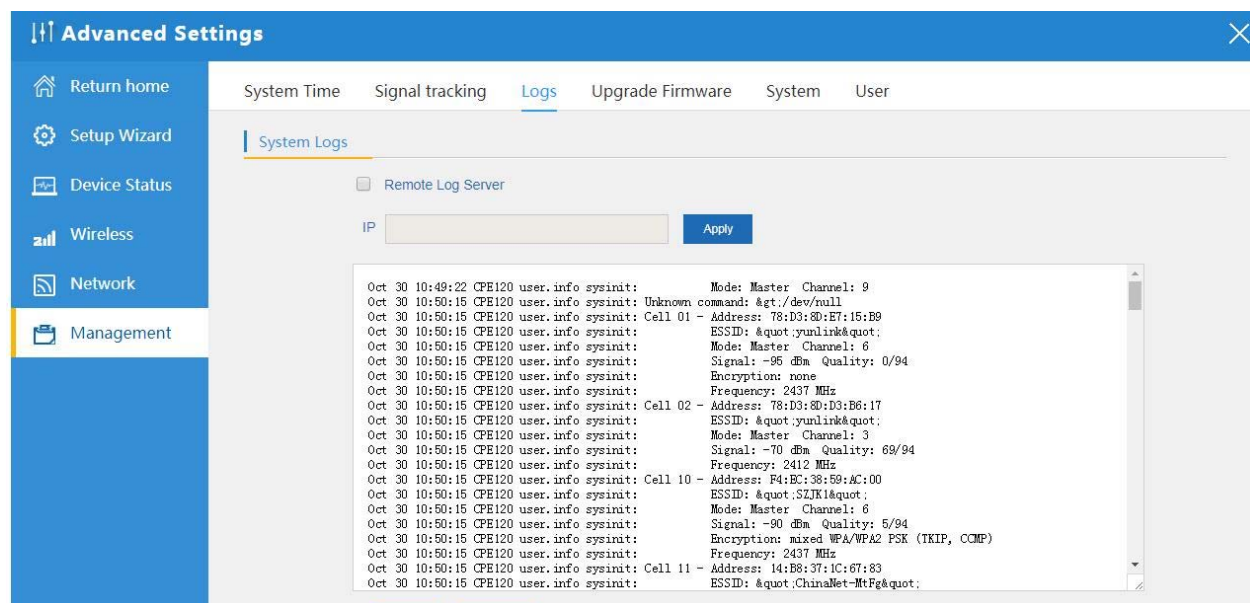 Advanced Settings
Return home
Setup Wizard
Device Status
Wireless
Network
Management
System Time Signal tracking Logs Upgrade Firmware System User
System Logs
Remote Log Server
IP Apply
Oct 30 10:49:22 CPE120 user.info sysinit: Mode: Master Channel: 9
Oct 30 10:50:15 CPE120 user.info sysinit: Unknown command: &gt;/dev/null
Oct 30 10:50:15 CPE120 user.info sysinit: Cell 01 - Address: 78:D3:8D:E7:15:B9
Oct 30 10:50:15 CPE120 user.info sysinit: ESSID: &quot;yunlink&quot;
Oct 30 10:50:15 CPE120 user.info sysinit: Mode: Master Channel: 6
Oct 30 10:50:15 CPE120 user.info sysinit: Signal: -95 dBm Quality: 0/94
Oct 30 10:50:15 CPE120 user.info sysinit: Encryption: none
Oct 30 10:50:15 CPE120 user.info sysinit: Frequency: 2437 MHz
Oct 30 10:50:15 CPE120 user.info sysinit: Cell 02 - Address: 78:D3:8D:D3:B6:17
Oct 30 10:50:15 CPE120 user.info sysinit: ESSID: &quot;yunlink&quot;
Oct 30 10:50:15 CPE120 user.info sysinit: Mode: Master Channel: 3
Oct 30 10:50:15 CPE120 user.info sysinit: Signal: -70 dBm Quality: 69/94
Oct 30 10:50:15 CPE120 user.info sysinit: Frequency: 2412 MHz
Oct 30 10:50:15 CPE120 user.info sysinit: Cell 10 - Address: F4:EC:38:59:AC:00
Oct 30 10:50:15 CPE120 user.info sysinit: ESSID: &quot;SZJK1&quot;
Oct 30 10:50:15 CPE120 user.info sysinit: Mode: Master Channel: 6
Oct 30 10:50:15 CPE120 user.info sysinit: Signal: -90 dBm Quality: 5/94
Oct 30 10:50:15 CPE120 user.info sysinit: Encryption: mixed WPA/WPA2 PSK (TKIP, CCMP)
Oct 30 10:50:15 CPE120 user.info sysinit: Frequency: 2437 MHz
Oct 30 10:50:15 CPE120 user.info sysinit: Cell 11 - Address: 14:B8:37:1C:67:83
Oct 30 10:50:15 CPE120 user.info sysinit: ESSID: &quot;ChinaNet-MtFg&quot;